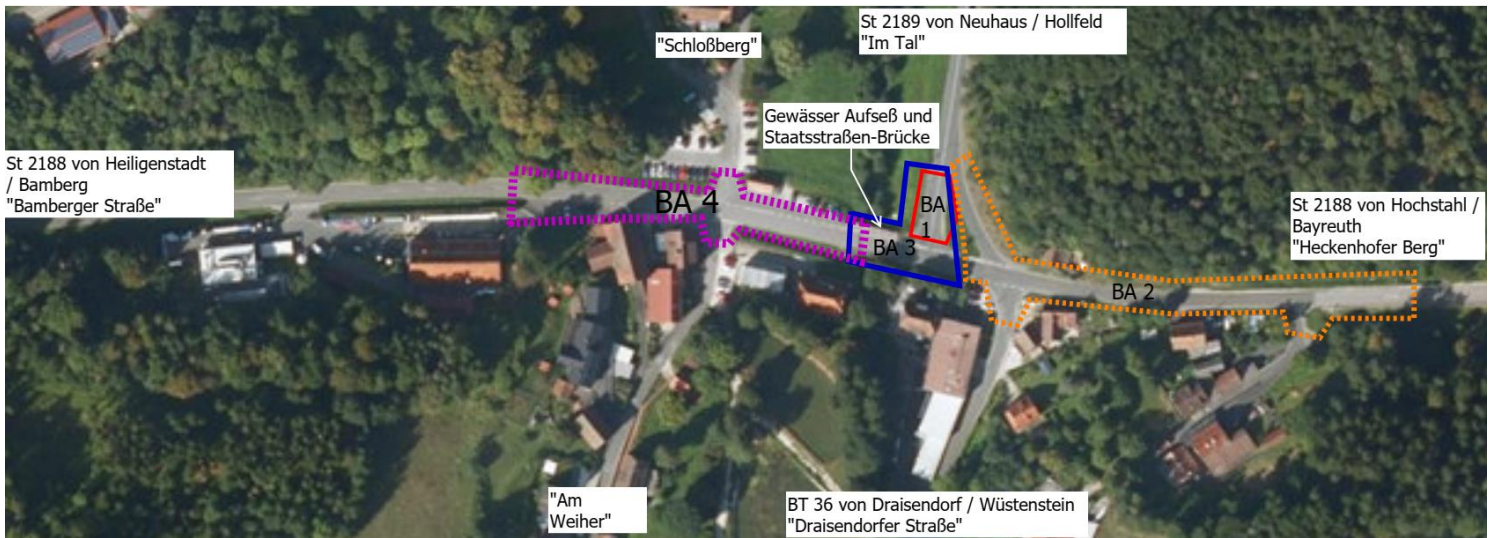 St 2189 von Neuhaus / Hollfeld
"Im Tal"
"Schloßberg"
Gewässer Aufseß und
Staatsstraßen-Brücke
St 2188 von Heiligenstadt
/ Bamberg
"Bamberger Straße"
BA 4
BA
1
BA 3
St 2188 von Hochstahl /
Bayreuth
"Heckenhofer Berg"
BA 2
"Am
Weiher"
BT 36 von Draisendorf / Wüstenstein
"Draisendorfer Straße"